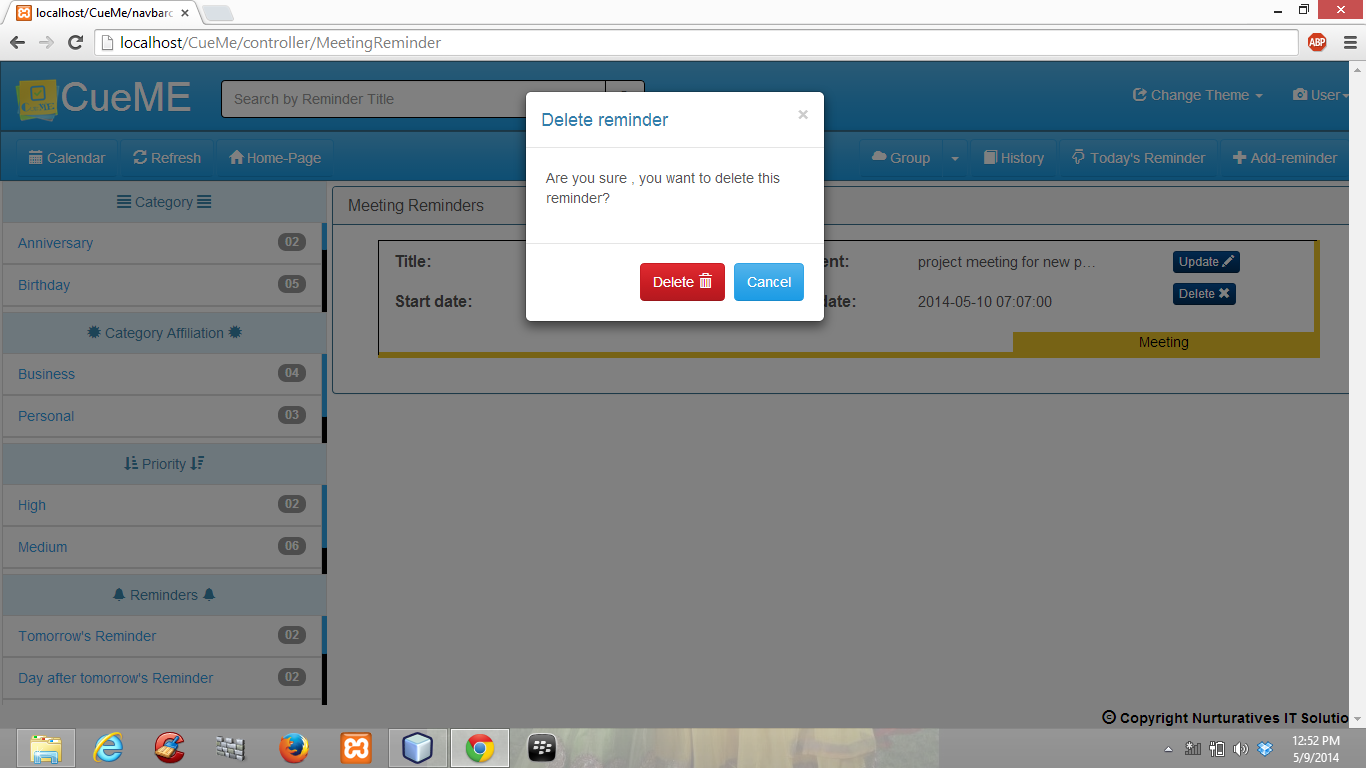 localhost/CueMe/navbarc
localhost/CueMe/controller/MeetingReminder
ABP
CueME
Search by Reminder Title
Change Theme
User
Calendar
Refresh
Home-Page
Group
History
Today's Reminder
Add-reminder
Delete reminder
×
Are you sure , you want to delete this
reminder?
Delete
Cancel
Category
Anniversary 02
Birthday 05
Category Affiliation
Business 04
Personal 03
Priority
High 02
Medium 06
Reminders
Tomorrow's Reminder 02
Day after tomorrow's Reminder 02
Meeting Reminders
Title:
ent:
project meeting for new p...
Update
Start date:
date:
2014-05-10 07:07:00
Delete
Meeting
© Copyright Nurturatives IT Solutio
12:52 PM
5/9/2014